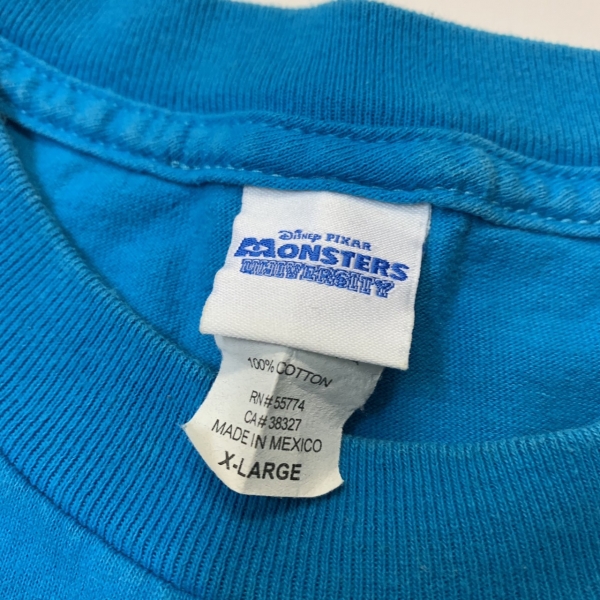 Disney PIXAR
MONSTERS
UNIVERSITY
100% COTTON
RN# 55774
CA# 38327
MADE IN MEXICO
X-LARGE